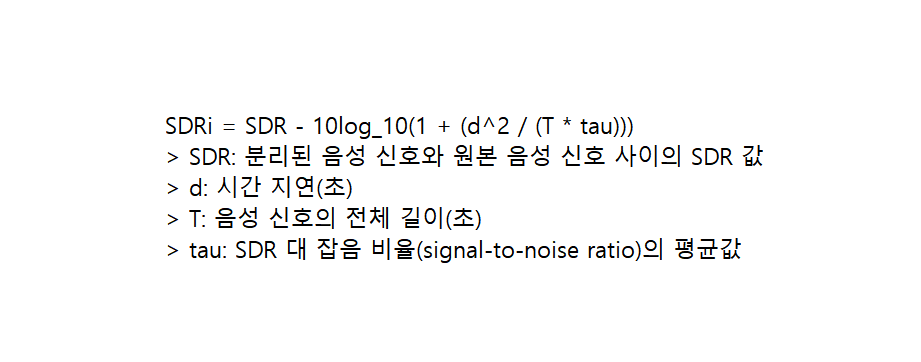 SDRi = SDR - 10log_10(1 + (d^2 / (T * tau)))
> SDR: 분리된 음성 신호와 원본 음성 신호 사이의 SDR 값
> d: 시간 지연(초)
> T: 음성 신호의 전체 길이(초)
> tau: SDR 대 잡음 비율(signal-to-noise ratio)의 평균값